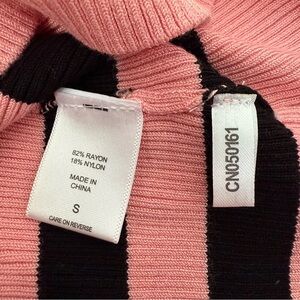 82% RAYON
18% NYLON
MADE IN
CHINA
S
CARE ON REVERSE
CN050161